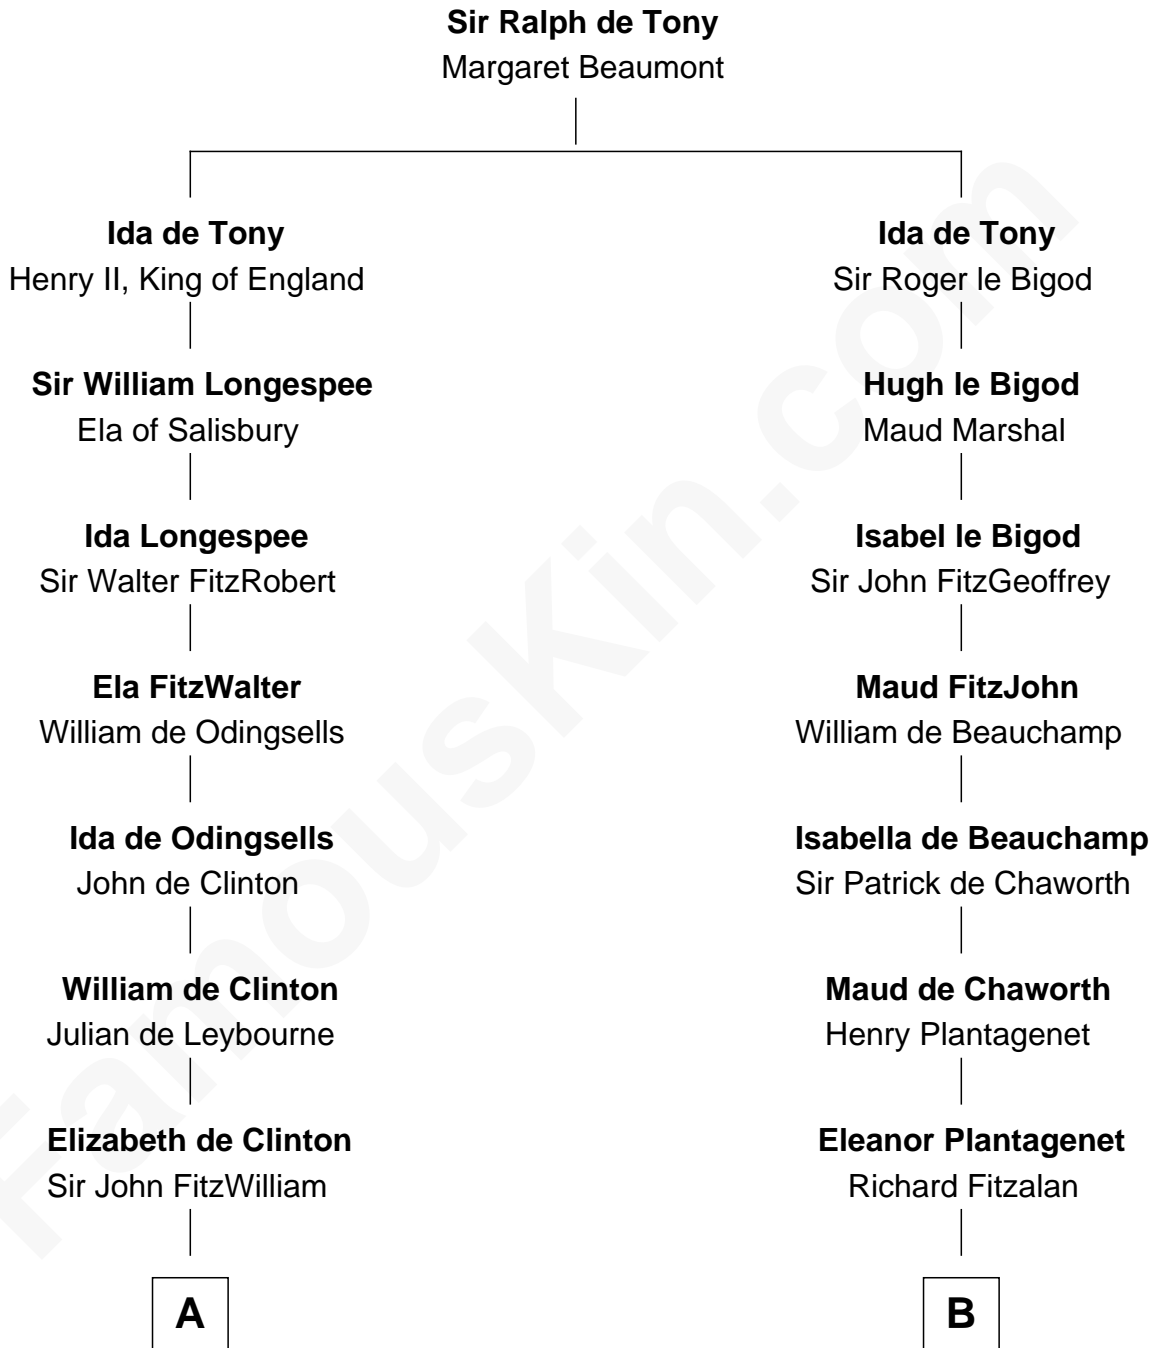 Sir Ralph de Tony
Margaret Beaumont
Ida de Tony
Henry II, King of England
Sir William Longespee
Ela of Salisbury
Ida Longespee
Sir Walter FitzRobert
Ela FitzWalter
William de Odingsells
Ida de Odingsells
John de Clinton
William de Clinton
Julian de Leybourne
Elizabeth de Clinton
Sir John FitzWilliam
A
Ida de Tony
Sir Roger le Bigod
Hugh le Bigod
Maud Marshal
Isabel le Bigod
Sir John FitzGeoffrey
Maud FitzJohn
William de Beauchamp
Isabella de Beauchamp
Sir Patrick de Chaworth
Maud de Chaworth
Henry Plantagenet
Eleanor Plantagenet
Richard Fitzalan
B
FamousKin.com